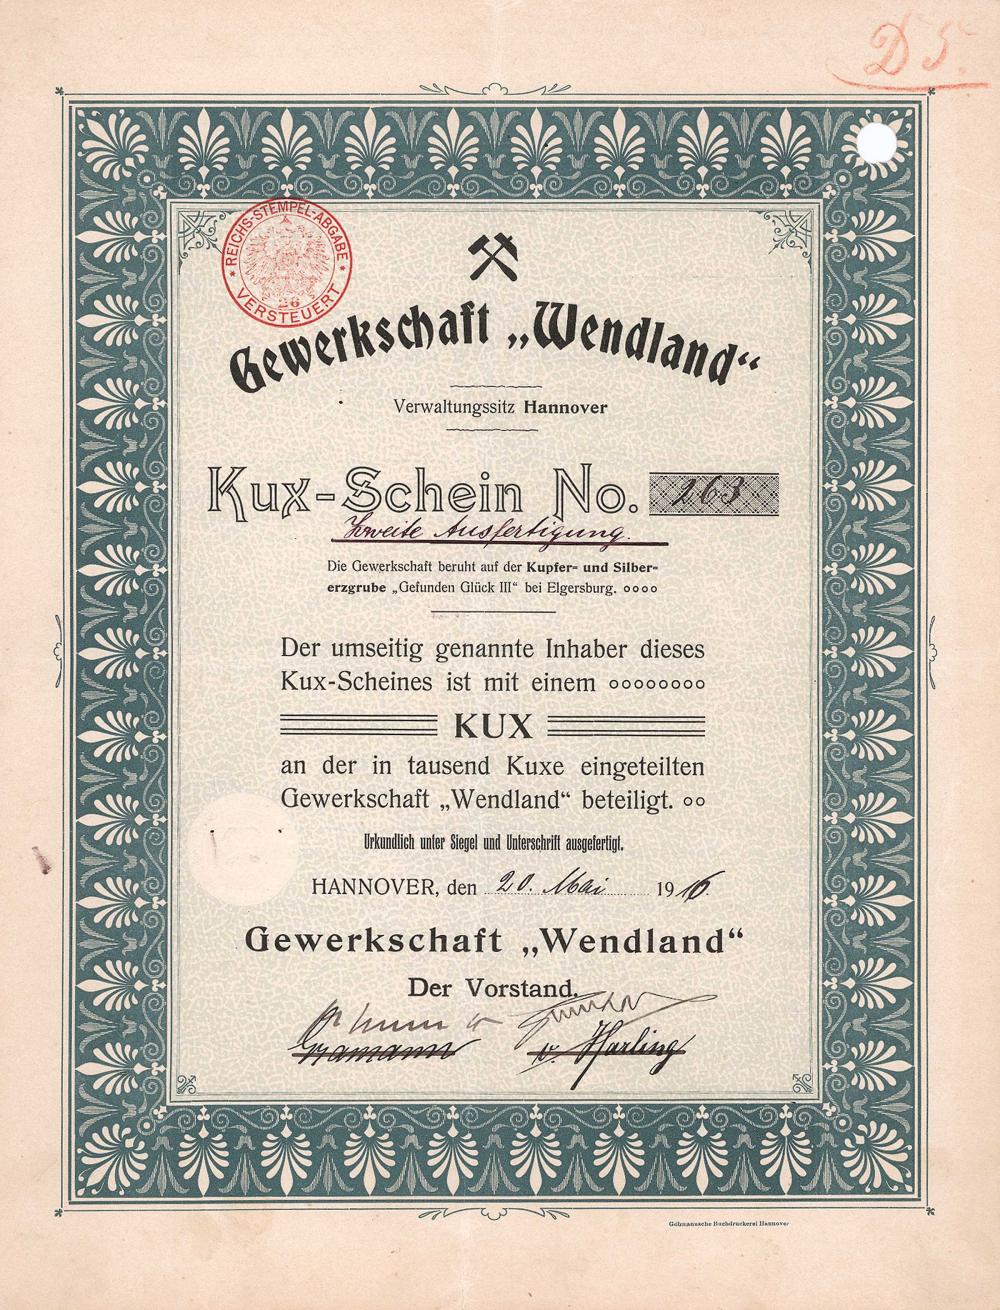 D 5.
REICHS-STEMPEL-ABGABE
26
VERSTEUERT
Gewerkschaft „Wendland“
Verwaltungssitz Hannover
Kux-Schein No. 263
Zweite Ausfertigung.
Die Gewerkschaft beruht auf der Kupfer- und Silber-
erzgrube „Gefunden Glück III“ bei Elgersburg.
Der umseitig genannte Inhaber dieses
Kux-Scheines ist mit einem
KUX
an der in tausend Kuxe eingeteilten
Gewerkschaft „Wendland“ beteiligt.
Urkundlich unter Siegel und Unterschrift ausgefertigt.
HANNOVER, den 20. Mai 1916.
Gewerkschaft „Wendland“
Der Vorstand.
Gramann v. Harling
Göhmannsche Buchdruckerei Hannover